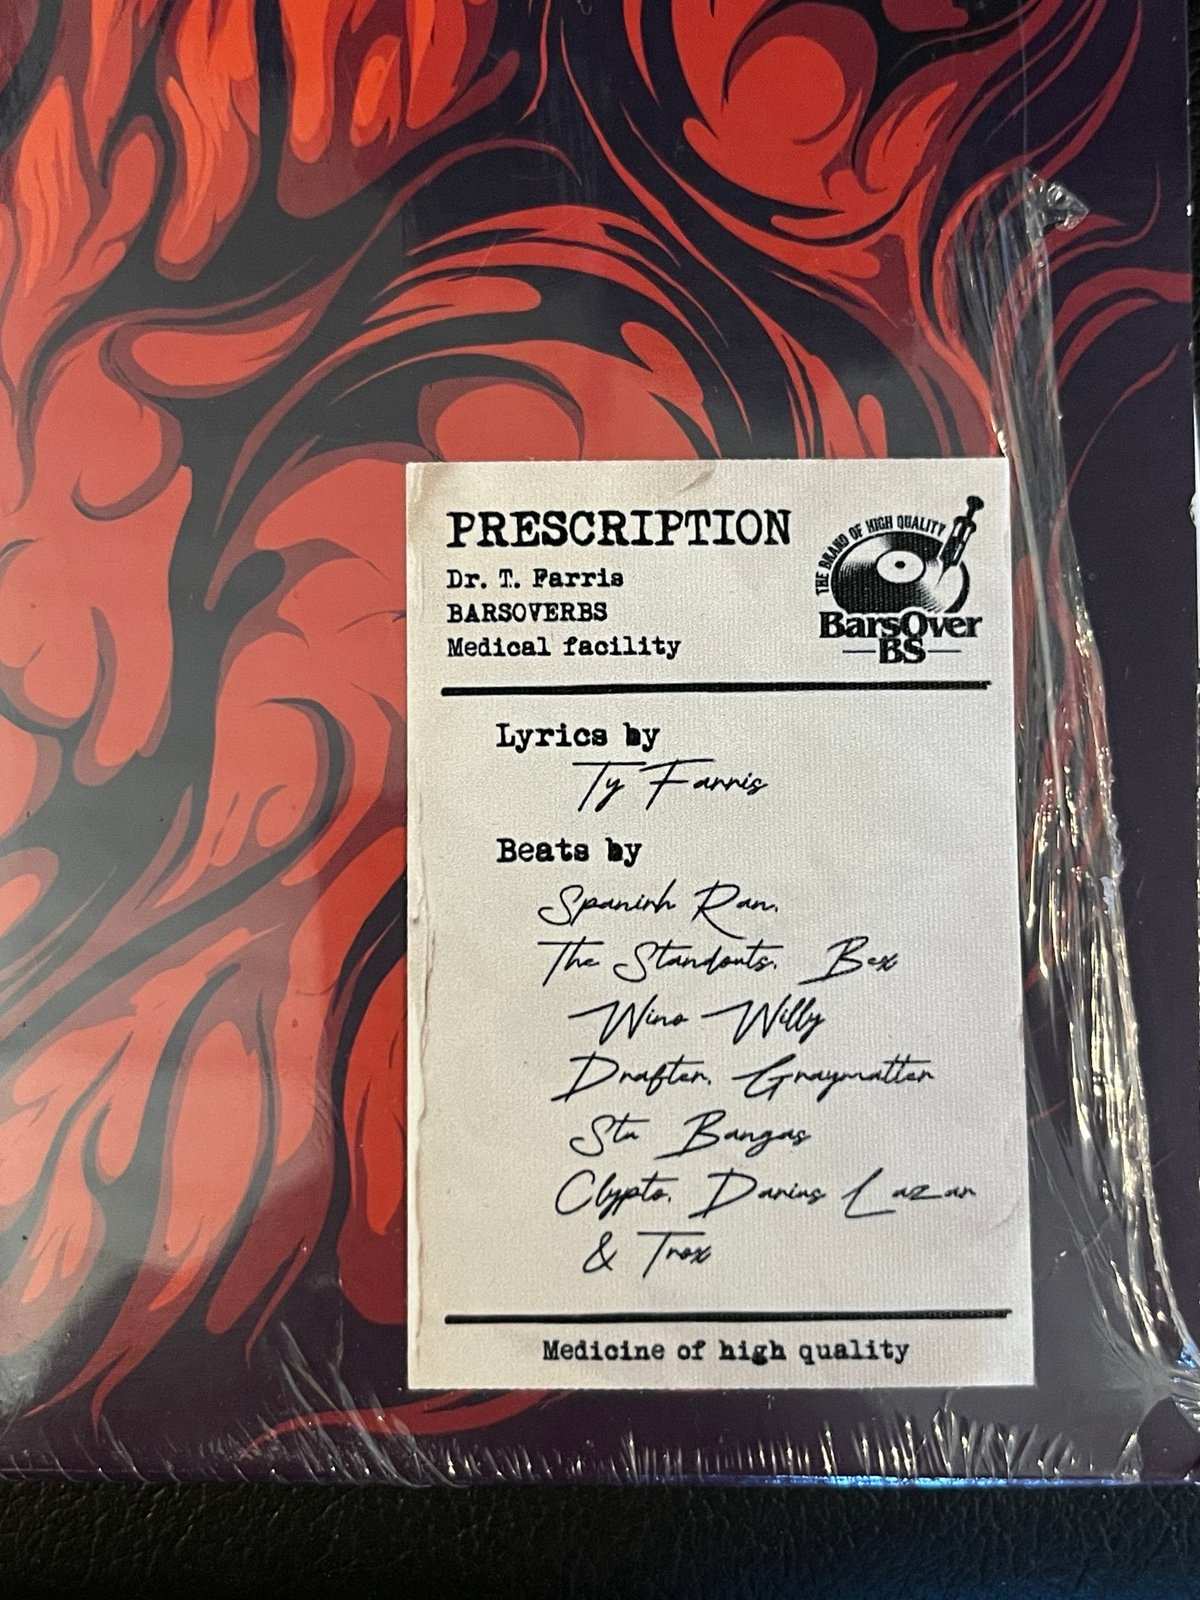 PRESCRIPTION
Dr. T. Farris
BARSOVERBS
Medical facility
THE BRAND OF HIGH QUALITY
BarsOver
BS
Lyrics by
Ty Farris
Beats by
Spanish Ran,
The Standouts, Bex
Wino Willy
Drafter, Graymatter
Stu Bangas
Clypto, Darius Lazar
& Trox
Medicine of high quality